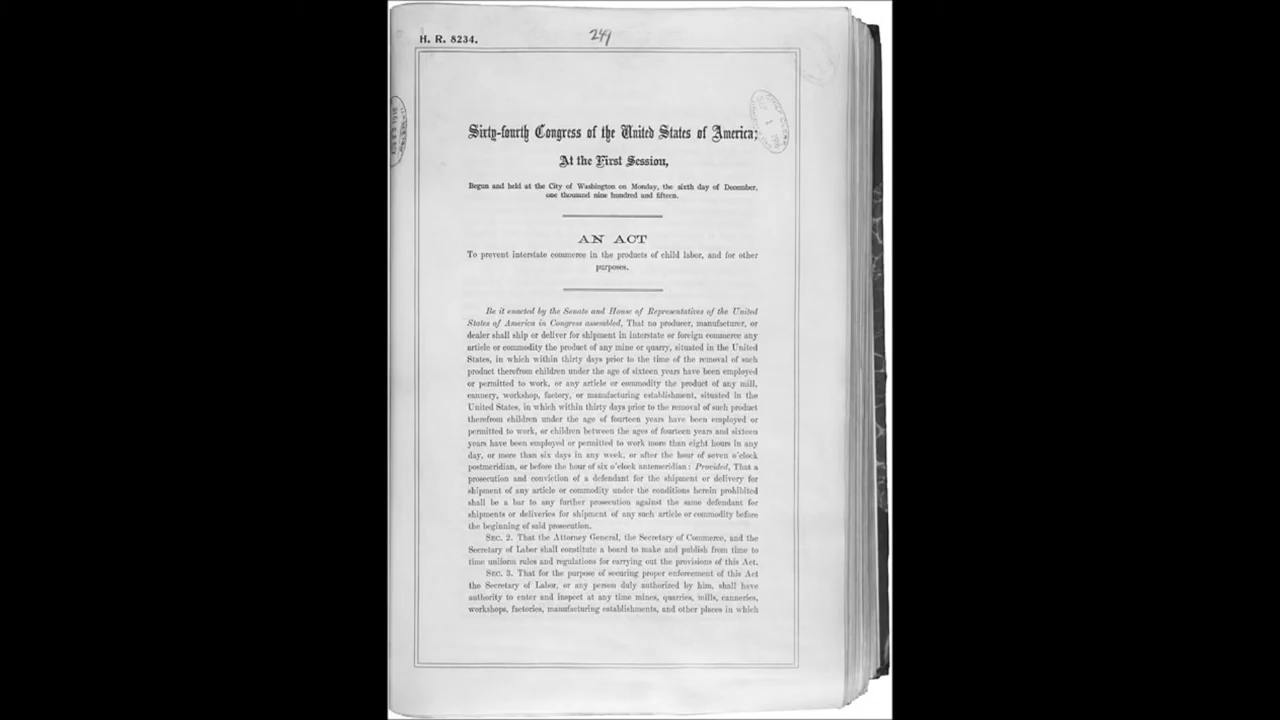 H. R. 8234.
249
Sixty-fourth Congress of the United States of America;
At the First Session,
Begun and held at the City of Washington on Monday, the sixth day of December,
one thousand nine hundred and fifteen.
AN ACT
To prevent interstate commerce in the products of child labor, and for other
purposes.
Be it enacted by the Senate and House of Representatives of the United
States of America in Congress assembled, That no producer, manufacturer, or
dealer shall ship or deliver for shipment in interstate or foreign commerce any
article or commodity the product of any mine or quarry, situated in the United
States, in which within thirty days prior to the time of the removal of such
product therefrom children under the age of sixteen years have been employed
or permitted to work, or any article or commodity the product of any mill,
cannery, workshop, factory, or manufacturing establishment, situated in the
United States, in which within thirty days prior to the removal of such product
therefrom children under the age of fourteen years have been employed or
permitted to work, or children between the ages of fourteen years and sixteen
years have been employed or permitted to work more than eight hours in any
day, or more than six days in any week, or after the hour of seven o'clock
postmeridian, or before the hour of six o'clock antemeridian: Provided, That a
prosecution and conviction of a defendant for the shipment or delivery for
shipment of any article or commodity under the conditions herein prohibited
shall be a bar to any further prosecution against the same defendant for
shipments or deliveries for shipment of any such article or commodity before
the beginning of said prosecution.
SEC. 2. That the Attorney General, the Secretary of Commerce, and the
Secretary of Labor shall constitute a board to make and publish from time to
time uniform rules and regulations for carrying out the provisions of this Act.
SEC. 3. That for the purpose of securing proper enforcement of this Act
the Secretary of Labor, or any person duly authorized by him, shall have
authority to enter and inspect at any time mines, quarries, mills, canneries,
workshops, factories, manufacturing establishments, and other places in which